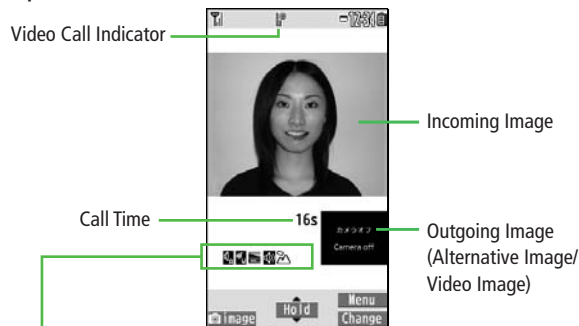 12:34
Video Call Indicator
Incoming Image
Call Time
16s
カメラオフ
Camera off
Outgoing Image
(Alternative Image/
Video Image)
image
Hold
Menu
Change